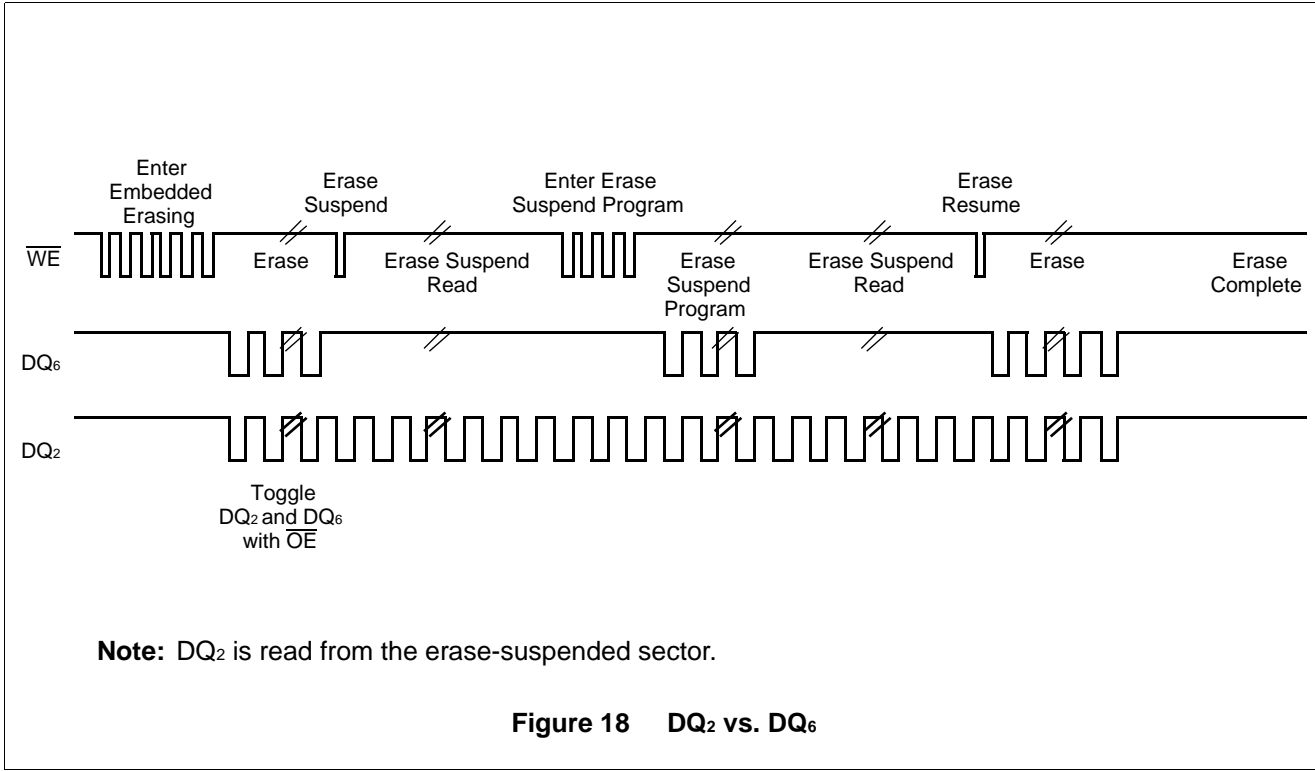 Enter
Embedded
Erasing
Erase
Suspend
Enter Erase
Suspend Program
Erase
Resume
WE
Erase
Erase Suspend
Read
Erase
Suspend
Program
Erase Suspend
Read
Erase
Erase
Complete
DQ6
DQ2
Toggle
DQ2 and DQ6
with OE
Note: DQ2 is read from the erase-suspended sector.
Figure 18 DQ2 vs. DQ6